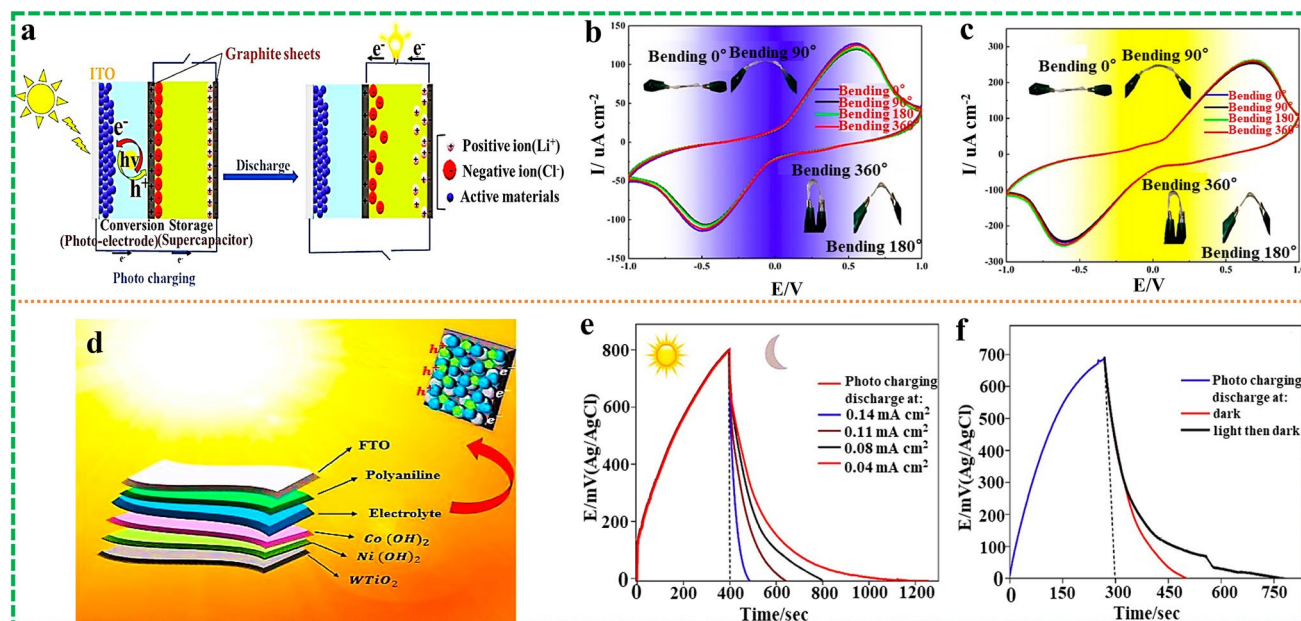 a
Graphite sheets
ITO
e-
hν
h+
Conversion Storage
(Photo-electrode)(Supercapacitor)
e- e-
Photo charging
Discharge
e- e-
Positive ion(Li+)
Negative ion(Cl-)
Active materials
b
I/ uA cm-2
150
100
50
0
-50
-100
-1.0 -0.5 0.0 0.5 1.0
E/V
Bending 0° Bending 90°
Bending 0°
Bending 90°
Bending 180
Bending 360
Bending 360°
Bending 180°
c
I/ uA cm-2
300
200
100
0
-100
-200
-300
-1.0 -0.5 0.0 0.5 1.0
E/V
Bending 0° Bending 90°
Bending 0°
Bending 90°
Bending 180
Bending 360
Bending 360°
Bending 180°
d
h+ e-
h+ e-
h+ e-
FTO
Polyaniline
Electrolyte
Co (OH)2
Ni (OH)2
WTiO2
e
E/mV(Ag/AgCl)
800
600
400
200
0
0 200 400 600 800 1000 1200
Time/sec
Photo charging
discharge at:
0.14 mA cm2
0.11 mA cm2
0.08 mA cm2
0.04 mA cm2
f
E/mV(Ag/AgCl)
700
600
500
400
300
200
100
0
0 150 300 450 600 750
Time/sec
Photo charging
discharge at:
dark
light then dark